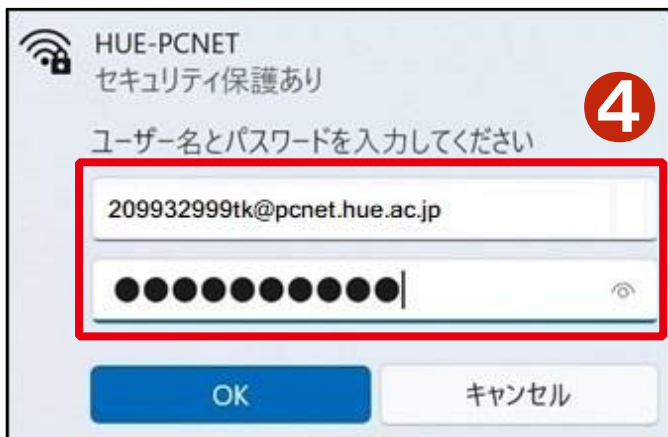 HUE-PCNET
セキュリティ保護あり
4
ユーザー名とパスワードを入力してください
209932999tk@pcnet.hue.ac.jp
●●●●●●●●●●
OK キャンセル